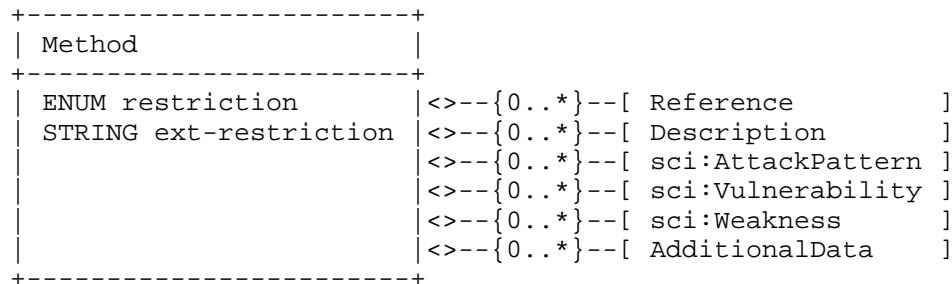 +------------------------+
| Method                 |
+------------------------+
| ENUM restriction       |<>--{0..*}--[ Reference         ]
| STRING ext-restriction |<>--{0..*}--[ Description       ]
|                        |<>--{0..*}--[ sci:AttackPattern ]
|                        |<>--{0..*}--[ sci:Vulnerability ]
|                        |<>--{0..*}--[ sci:Weakness      ]
|                        |<>--{0..*}--[ AdditionalData    ]
+------------------------+